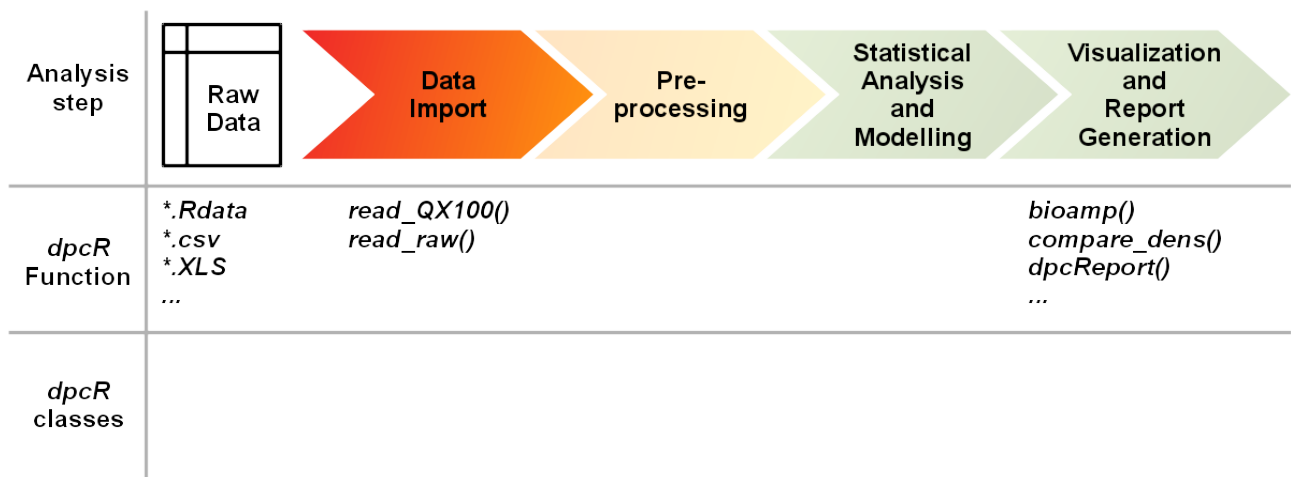 Analysis
step
Raw
Data
Data
Import
Pre-
processing
Statistical
Analysis
and
Modelling
Visualization
and
Report
Generation
dpcR
Function
*.Rdata
*.csv
*.XLS
...
read_QX100()
read_raw()
bioamp()
compare_dens()
dpcReport()
...
dpcR
classes